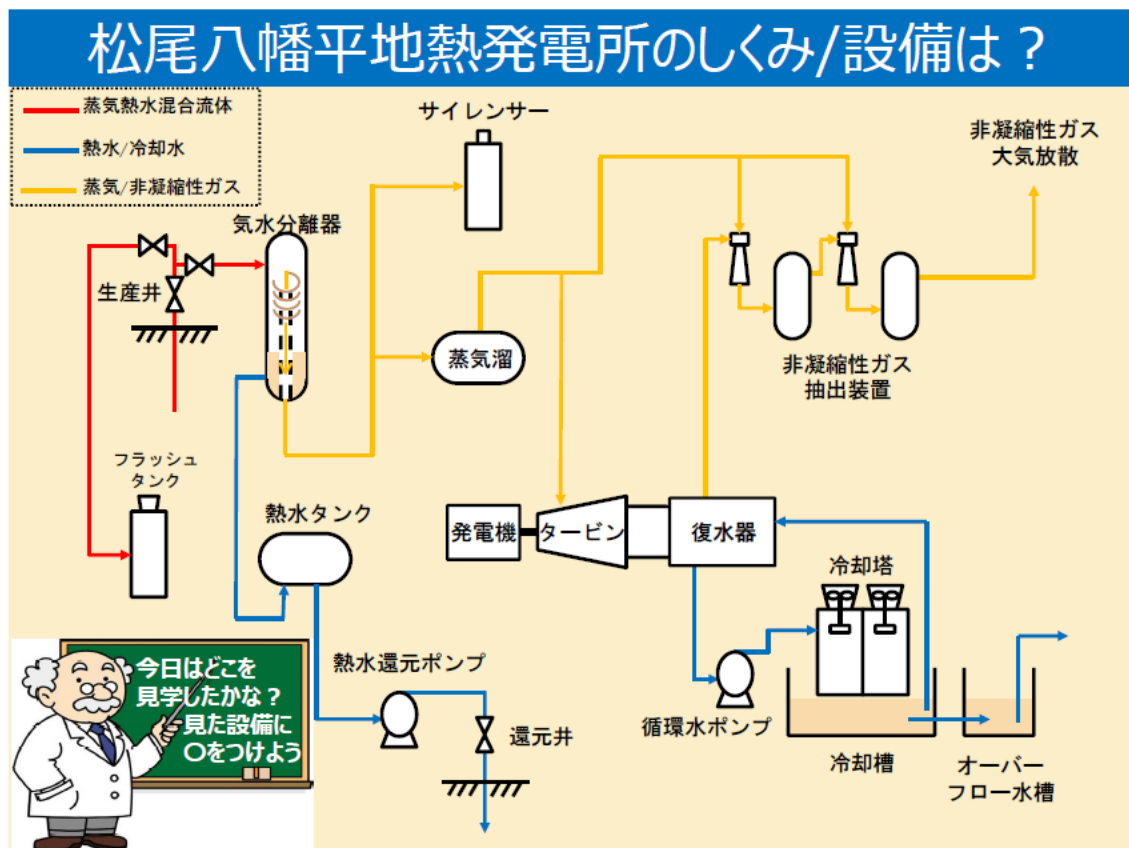 松尾八幡平地熱発電所のしくみ/設備は？
蒸気熱水混合流体
熱水/冷却水
蒸気/非凝縮性ガス
サイレンサー
非凝縮性ガス
大気放散
気水分離器
生産井
蒸気溜
非凝縮性ガス
抽出装置
フラッシュ
タンク
熱水タンク
発電機
タービン
復水器
冷却塔
今日はどこを
見学したかな？
見た設備に
〇をつけよう
熱水還元ポンプ
還元井
循環水ポンプ
冷却槽
オーバー
フロー水槽